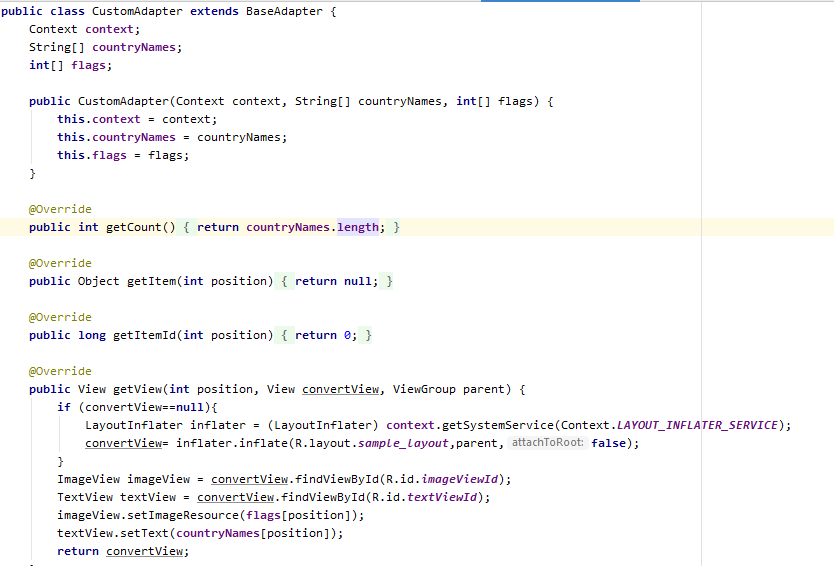 public class CustomAdapter extends BaseAdapter {
Context context;
String[] countryNames;
int[] flags;
public CustomAdapter(Context context, String[] countryNames, int[] flags) {
this.context = context;
this.countryNames = countryNames;
this.flags = flags;
}
@Override
public int getCount() { return countryNames.length; }
@Override
public Object getItem(int position) { return null; }
@Override
public long getItemId(int position) { return 0; }
@Override
public View getView(int position, View convertView, ViewGroup parent) {
if (convertView==null){
LayoutInflater inflater = (LayoutInflater) context.getSystemService(Context.LAYOUT_INFLATER_SERVICE);
convertView= inflater.inflate(R.layout.sample_layout,parent, attachToRoot: false);
}
ImageView imageView = convertView.findViewById(R.id.imageViewId);
TextView textView = convertView.findViewById(R.id.textViewId);
imageView.setImageResource(flags[position]);
textView.setText(countryNames[position]);
return convertView;